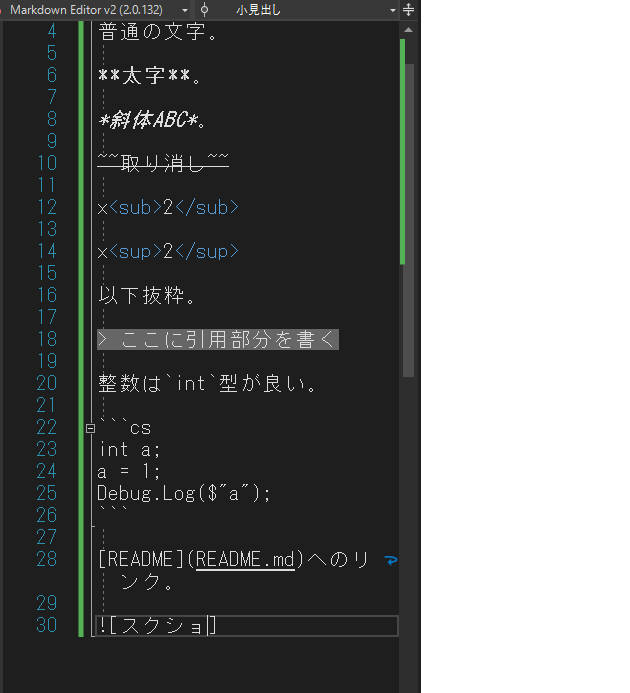 Markdown Editor v2 (2.0.132) 小見出し
4 普通の文字。
5
6 **太字**。
7
8 *斜体ABC*。
9
10 ~~取り消し~~
11
12 x<sub>2</sub>
13
14 x<sup>2</sup>
15
16 以下抜粋。
17
18 > ここに引用部分を書く
19
20 整数は`int`型が良い。
21
22 ```cs
23 int a;
24 a = 1;
25 Debug.Log($"a");
26 ```
27
28 [README](README.md)へのリ
ンク。
29
30 ![スクショ]